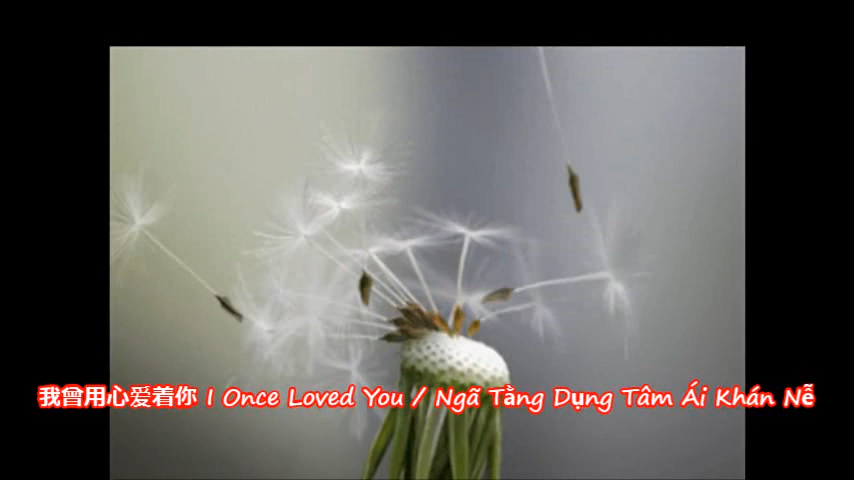 我曾用心爱着你 I Once Loved You / Ngã Tằng Dụng Tâm Ái Khán Nễ